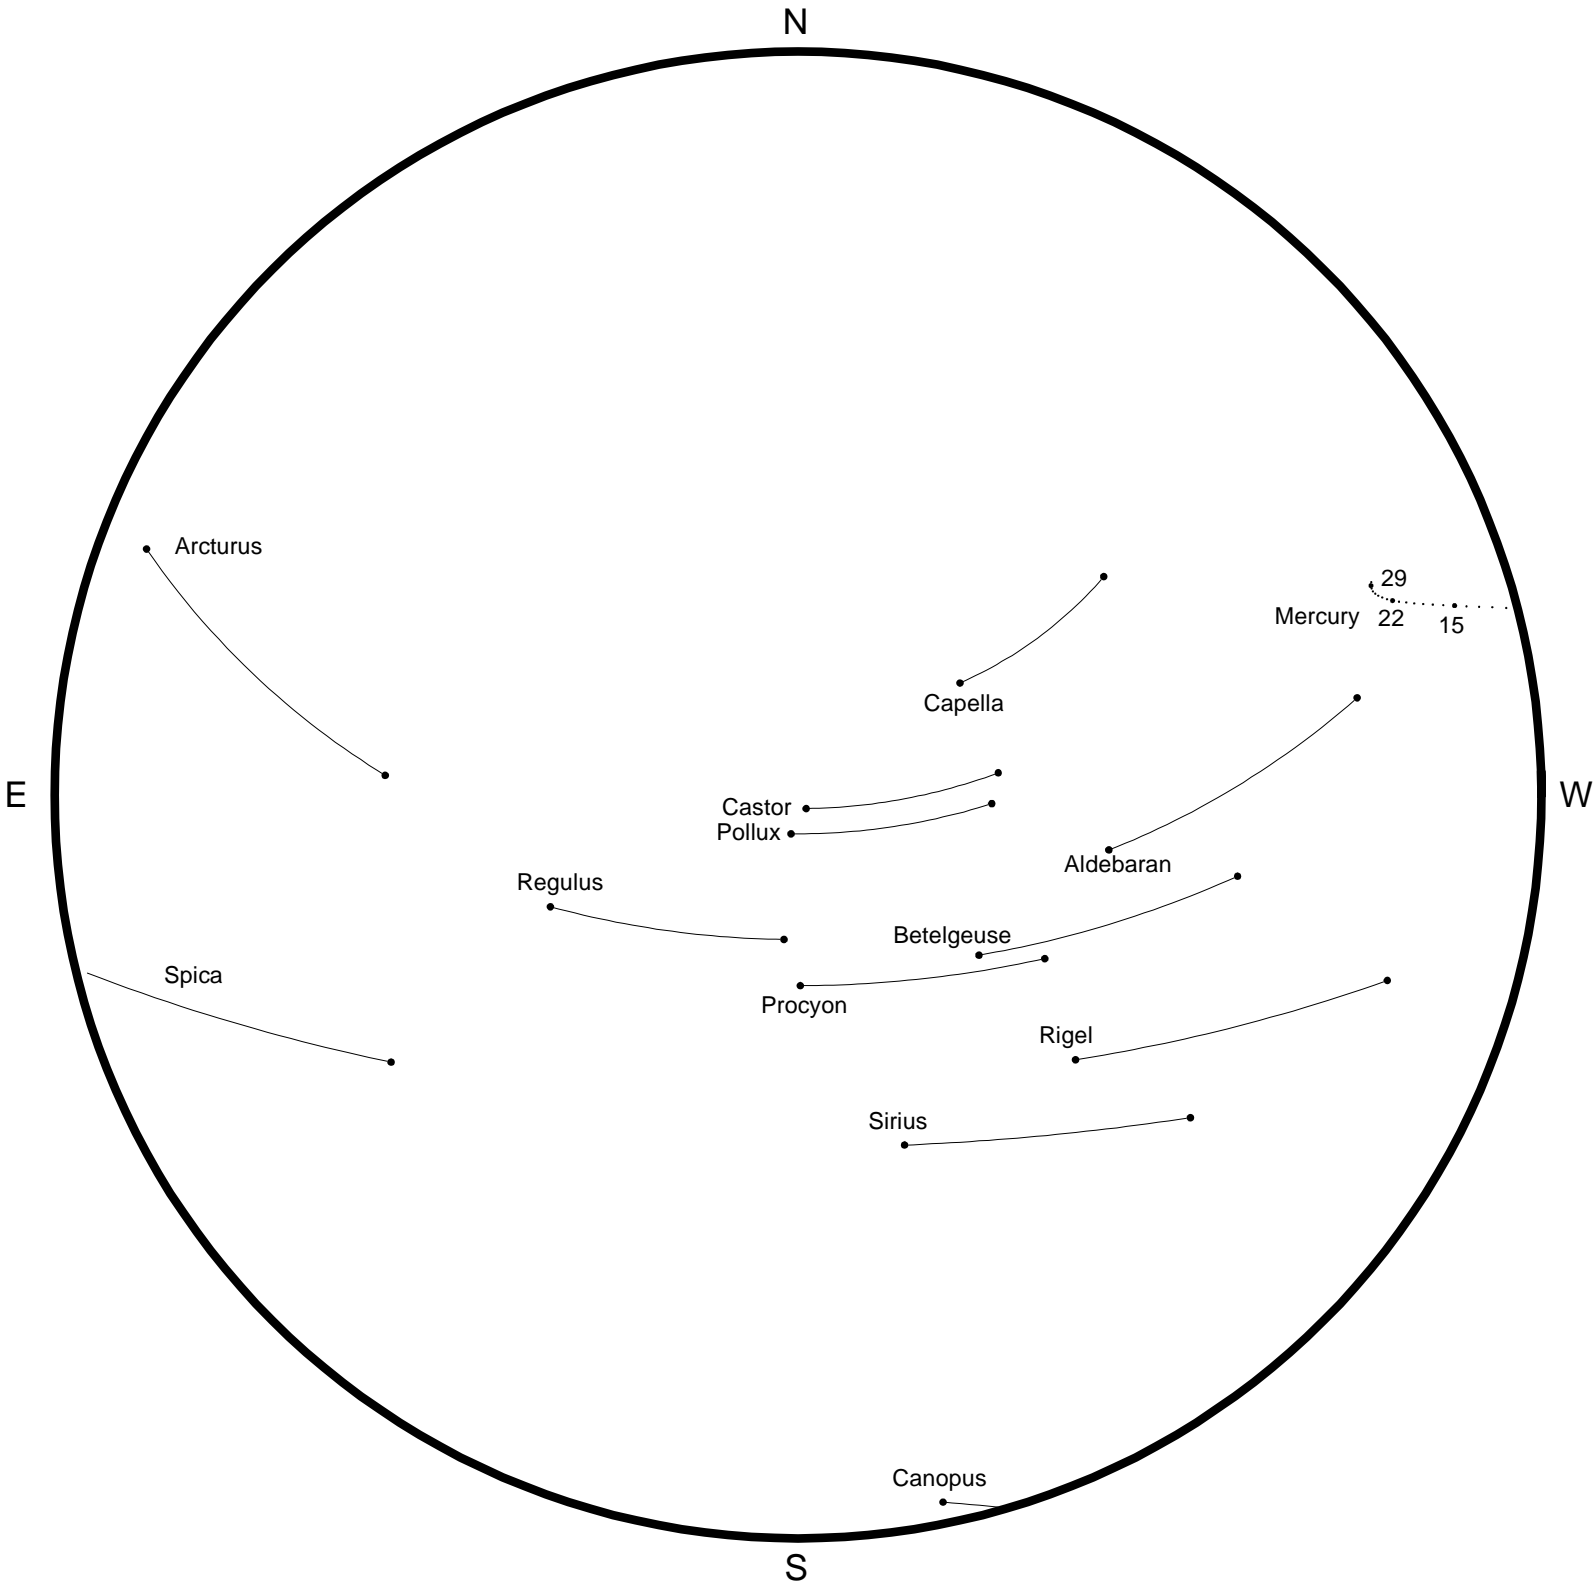 N
Arcturus
29
Mercury
22
15
Capella
E
W
Castor
Pollux
Aldebaran
Regulus
Betelgeuse
Spica
Procyon
Rigel
Sirius
Canopus
S